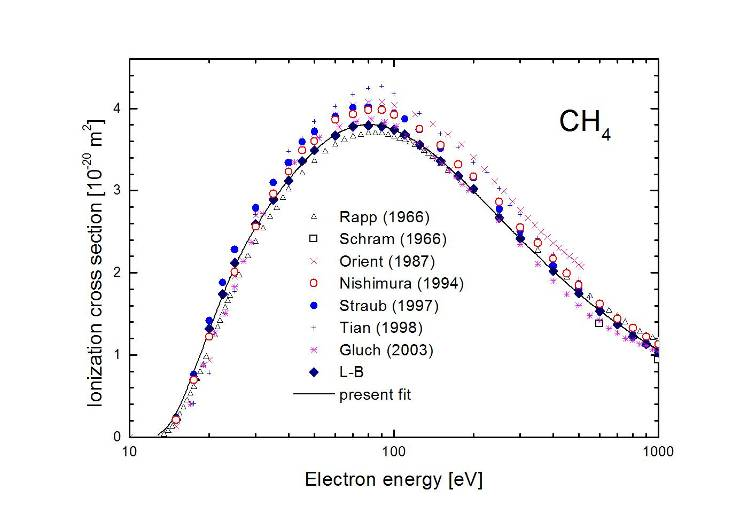 CH4
Ionization cross section [10-20 m2]
4
3
2
1
0
Rapp (1966)
Schram (1966)
Orient (1987)
Nishimura (1994)
Straub (1997)
Tian (1998)
Gluch (2003)
L-B
present fit
10
100
1000
Electron energy [eV]